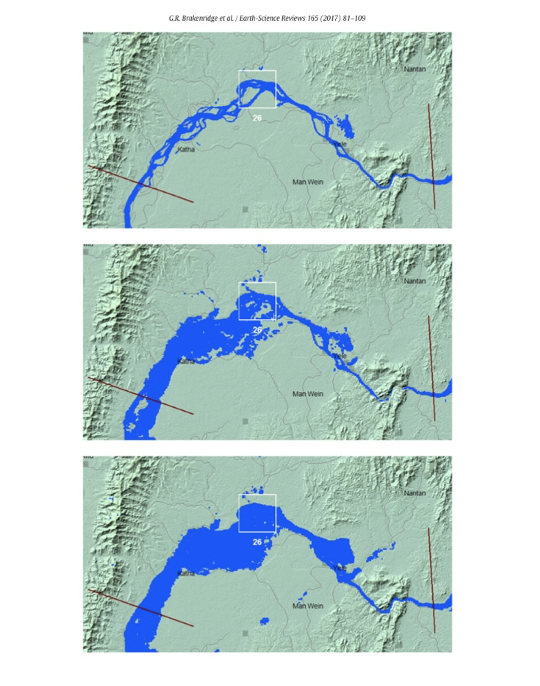 G.R. Brakenridge et al. / Earth-Science Reviews 165 (2017) 81–109
Nantan
26
Katha
Man Wein
Nantan
26
Katha
Man Wein
Nantan
26
Katha
Man Wein